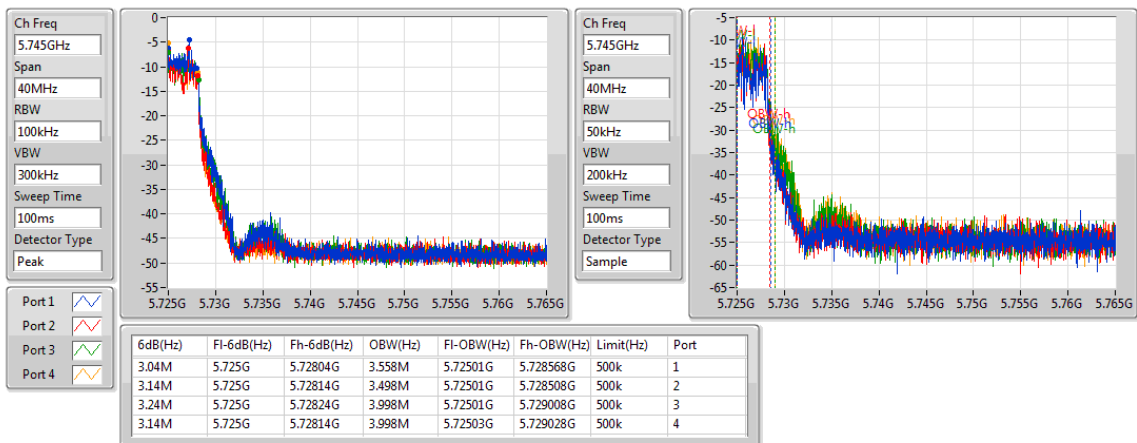 Ch Freq
5.745GHz
Span
40MHz
RBW
100kHz
VBW
300kHz
Sweep Time
100ms
Detector Type
Peak
0
-5
-10
-15
-20
-25
-30
-35
-40
-45
-50
-55
5.725G 5.73G 5.735G 5.74G 5.745G 5.75G 5.755G 5.76G 5.765G
Ch Freq
5.745GHz
Span
40MHz
RBW
50kHz
VBW
200kHz
Sweep Time
100ms
Detector Type
Sample
-5
-10
-15
-20
-25
-30
-35
-40
-45
-50
-55
-60
-65
OBW-h
5.725G 5.73G 5.735G 5.74G 5.745G 5.75G 5.755G 5.76G 5.765G
Port 1
Port 2
Port 3
Port 4
6dB(Hz) Fl-6dB(Hz) Fh-6dB(Hz) OBW(Hz) Fl-OBW(Hz) Fh-OBW(Hz) Limit(Hz) Port
3.04M 5.725G 5.72804G 3.558M 5.72501G 5.728568G 500k 1
3.14M 5.725G 5.72814G 3.498M 5.72501G 5.728508G 500k 2
3.24M 5.725G 5.72824G 3.998M 5.72501G 5.729008G 500k 3
3.14M 5.725G 5.72814G 3.998M 5.72503G 5.729028G 500k 4